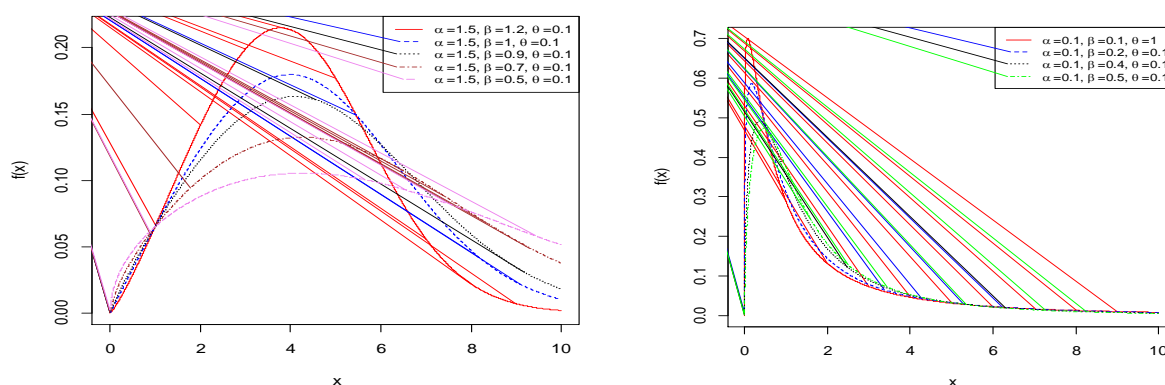 α=1.5, β=1.2, θ=0.1
α=1.5, β=1, θ=0.1
α=1.5, β=0.9, θ=0.1
α=1.5, β=0.7, θ=0.1
α=1.5, β=0.5, θ=0.1
f(x)
0.00
0.05
0.10
0.15
0.20
0
2
4
6
8
10
x
α=0.1, β=0.1, θ=1
α=0.1, β=0.2, θ=0.1
α=0.1, β=0.4, θ=0.1
α=0.1, β=0.5, θ=0.1
f(x)
0.0
0.1
0.2
0.3
0.4
0.5
0.6
0.7
0
2
4
6
8
10
x